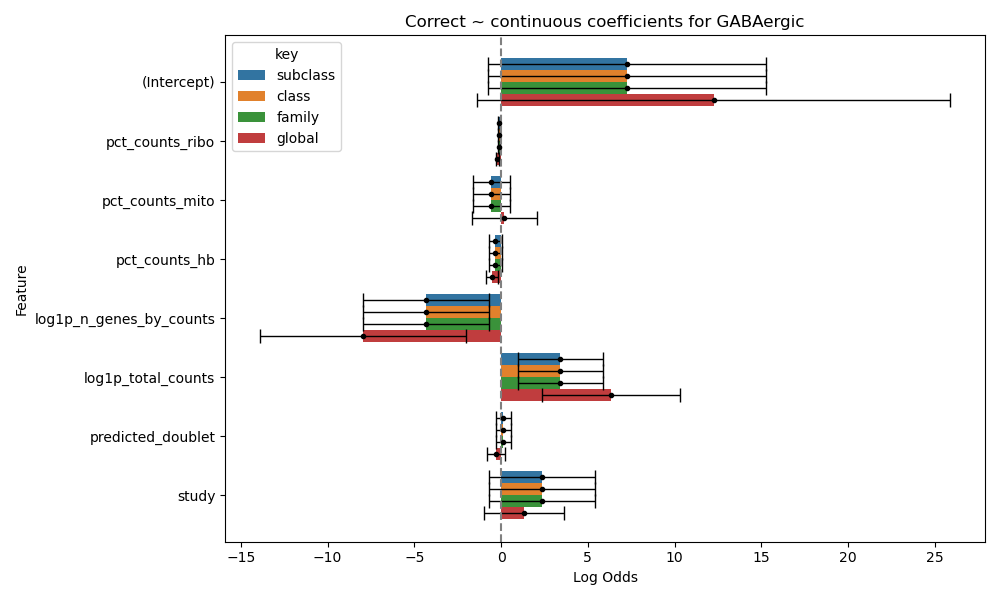 Correct ~ continuous coefficients for GABAergic
key
subclass
class
family
global
Feature
(Intercept)
pct_counts_ribo
pct_counts_mito
pct_counts_hb
log1p_n_genes_by_counts
log1p_total_counts
predicted_doublet
study
−15 −10 −5 0 5 10 15 20 25
Log Odds